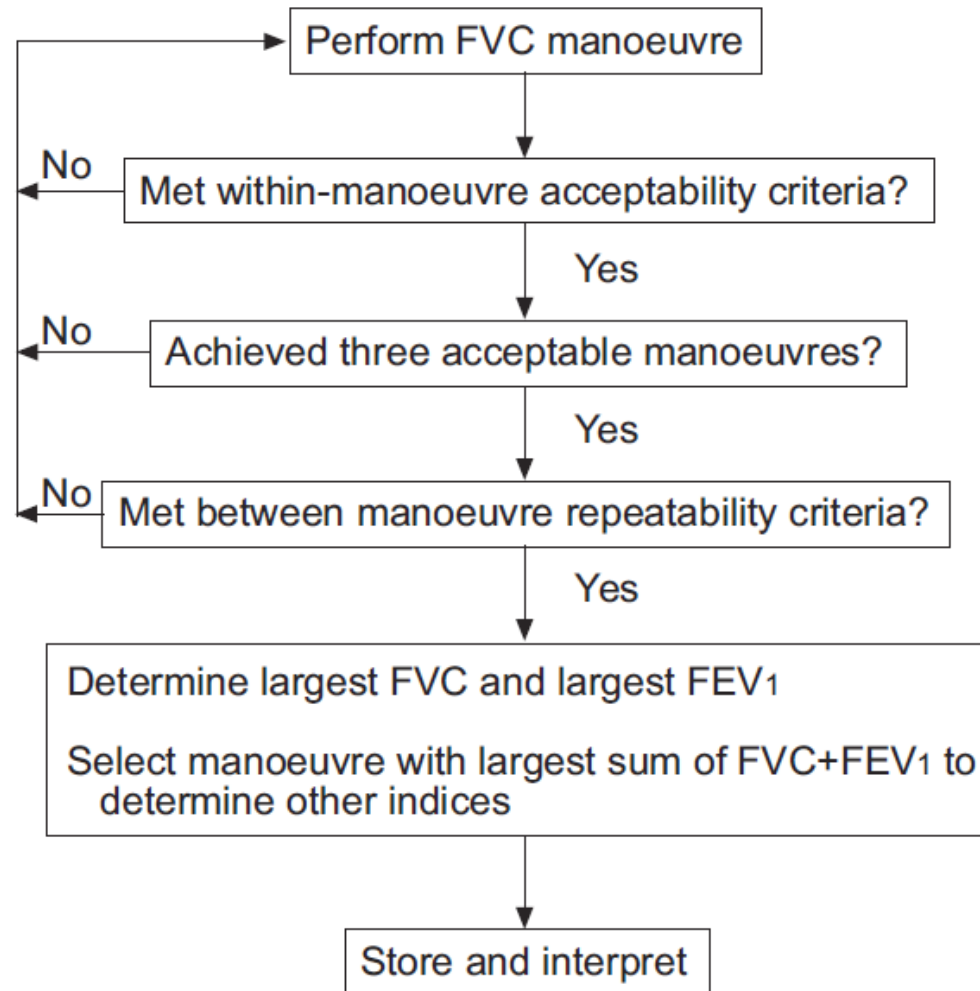 Perform FVC manoeuvre
No
Met within-manoeuvre acceptability criteria?
Yes
No
Achieved three acceptable manoeuvres?
Yes
No
Met between manoeuvre repeatability criteria?
Yes
Determine largest FVC and largest FEV1
Select manoeuvre with largest sum of FVC+FEV1 to
determine other indices
Store and interpret